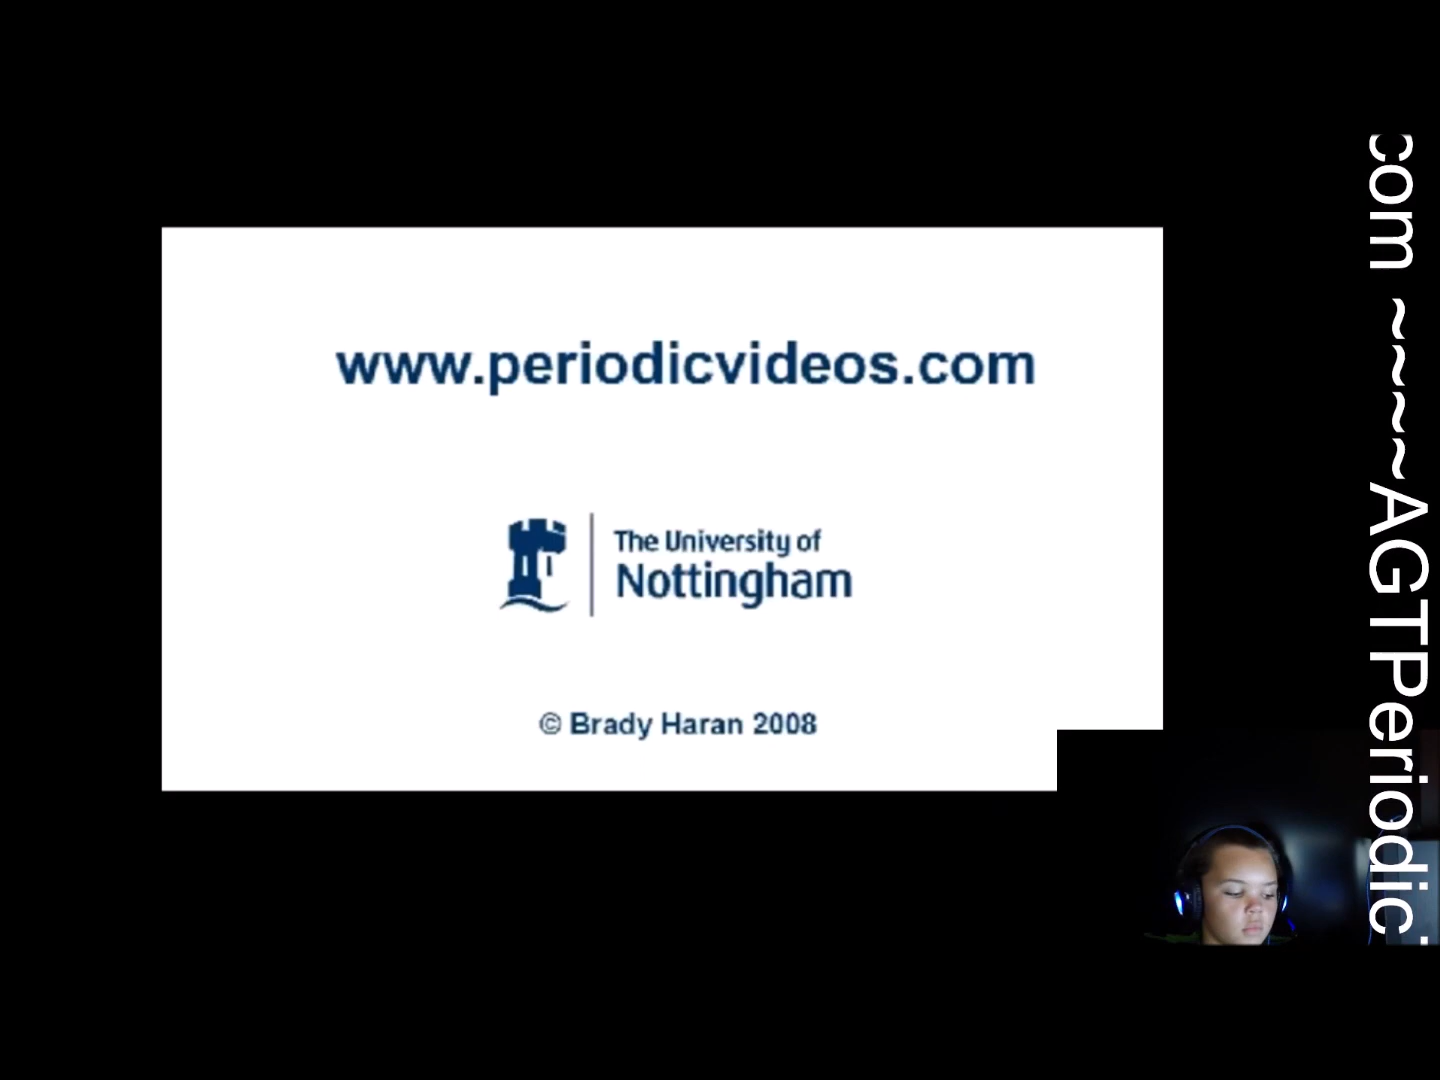 www.periodicvideos.com
The University of
Nottingham
© Brady Haran 2008
com ~~~~AGTPeriodic